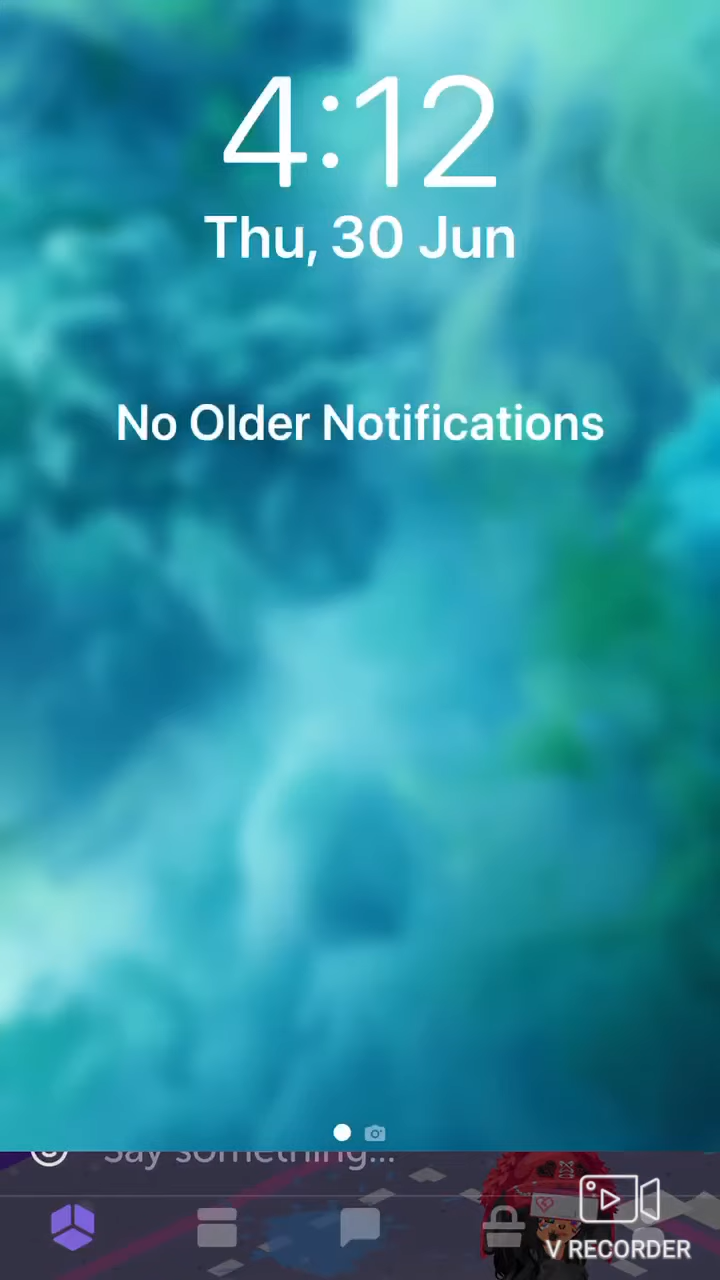 4:12
Thu, 30 Jun
No Older Notifications
Say something...
V RECORDER